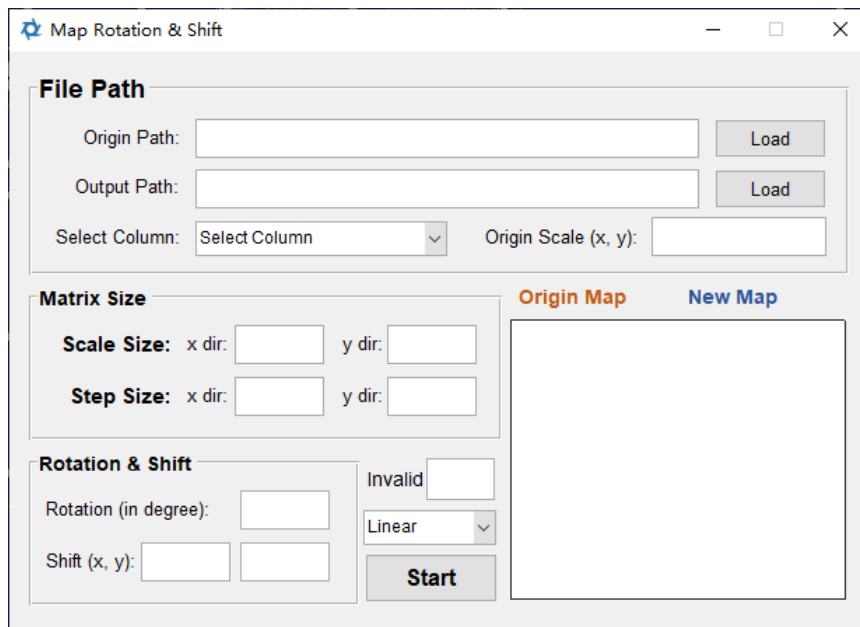 Map Rotation & Shift
File Path
Origin Path:
Load
Output Path:
Load
Select Column:
Select Column
Origin Scale (x, y):
Matrix Size
Scale Size: x dir:
y dir:
Step Size: x dir:
y dir:
Origin Map
New Map
Rotation & Shift
Rotation (in degree):
Shift (x, y):
Invalid
Linear
Start